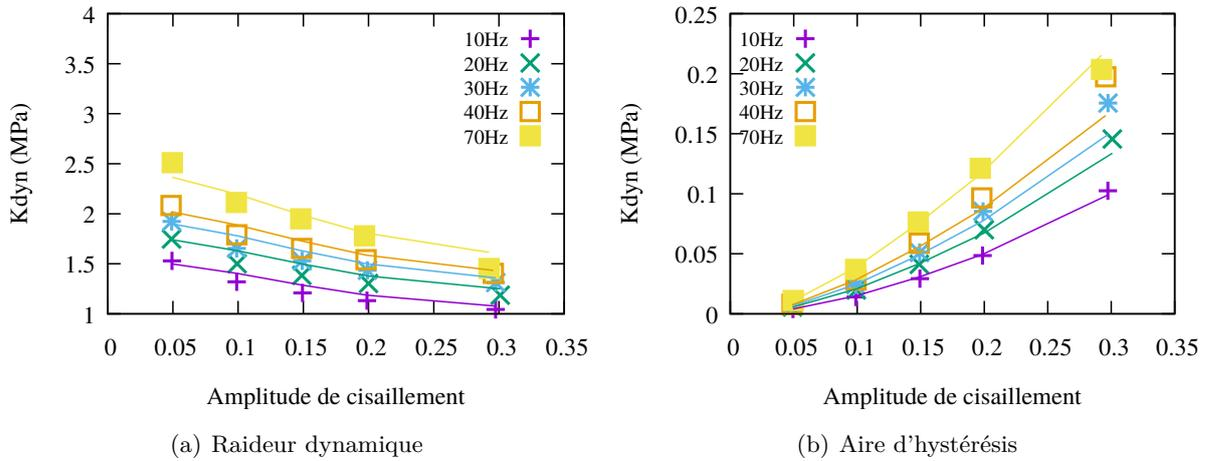 Kdyn (MPa)
4
3.5
3
2.5
2
1.5
1
0 0.05 0.1 0.15 0.2 0.25 0.3 0.35
Amplitude de cisaillement
10Hz
20Hz
30Hz
40Hz
70Hz
(a) Raideur dynamique
Kdyn (MPa)
0.25
0.2
0.15
0.1
0.05
0
0 0.05 0.1 0.15 0.2 0.25 0.3 0.35
Amplitude de cisaillement
10Hz
20Hz
30Hz
40Hz
70Hz
(b) Aire d'hystérésis